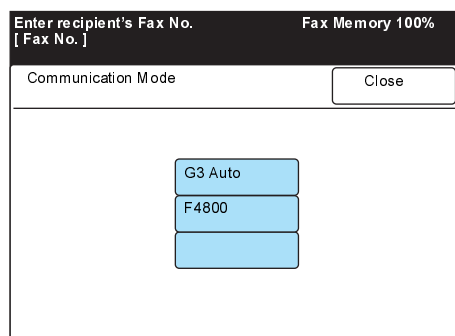 Enter recipient's Fax No. Fax Memory 100%
[ Fax No. ]
Communication Mode Close
G3 Auto
F4800